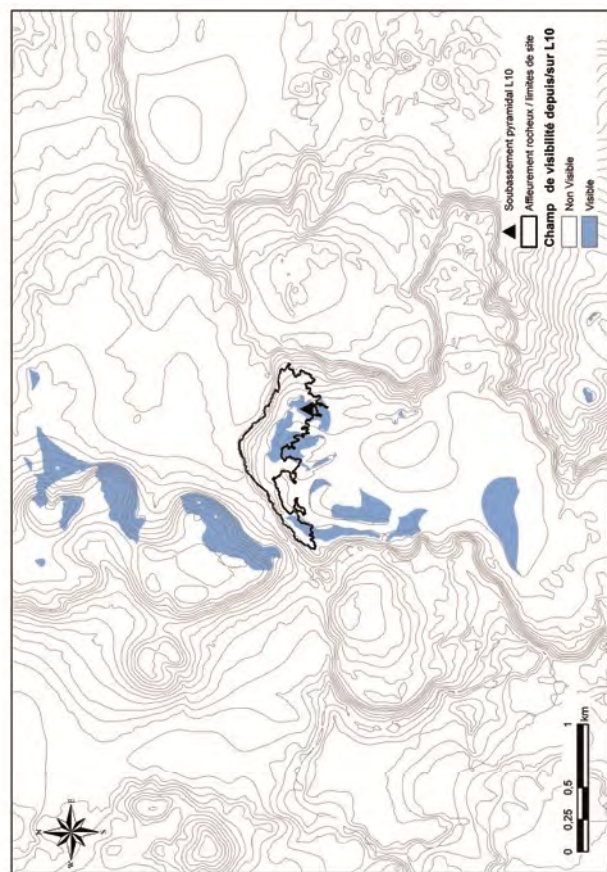 N
E
S
W
Soubassement pyramidal L10
Affleurement rocheux / limites de site
Champ de visibilité depuis/sur L10
Non Visible
Visible
0 0,25 0,5 1
km